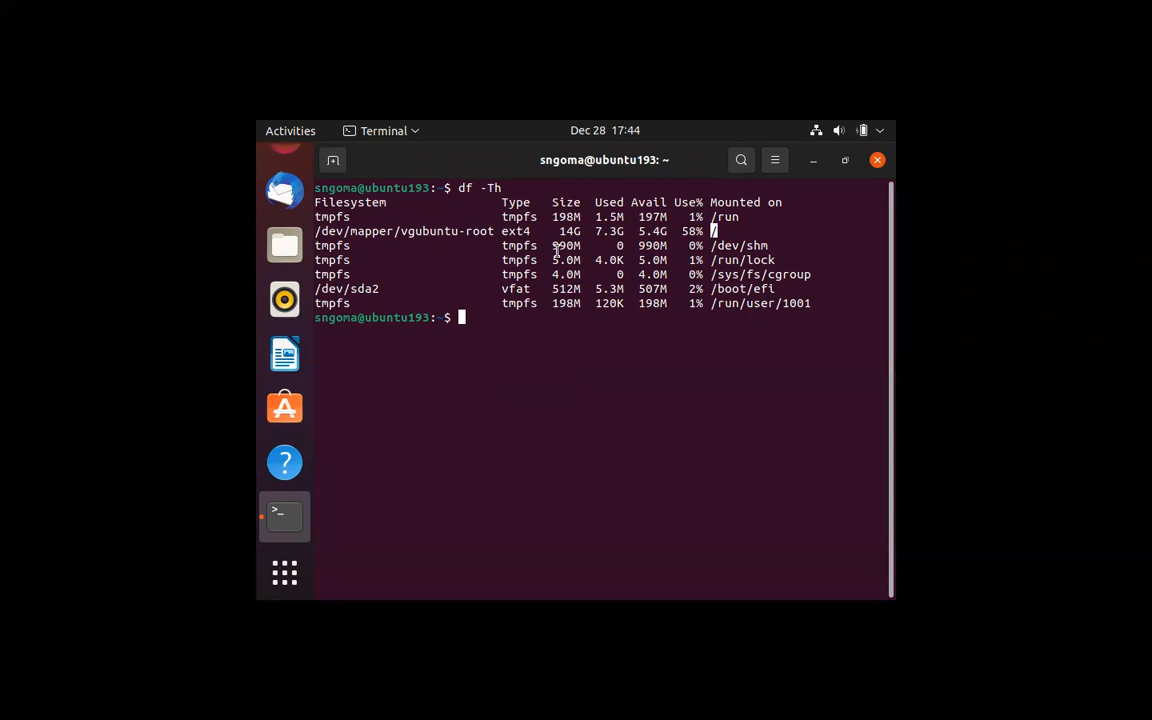 Activities Terminal Dec 28 17:44
sngoma@ubuntu193: ~
sngoma@ubuntu193:~$ df -Th
Filesystem Type Size Used Avail Use% Mounted on
tmpfs tmpfs 198M 1.5M 197M 1% /run
/dev/mapper/vgubuntu-root ext4 14G 7.3G 5.4G 58% /
tmpfs tmpfs 990M 0 990M 0% /dev/shm
tmpfs tmpfs 5.0M 4.0K 5.0M 1% /run/lock
tmpfs tmpfs 4.0M 0 4.0M 0% /sys/fs/cgroup
/dev/sda2 vfat 512M 5.3M 507M 2% /boot/efi
tmpfs tmpfs 198M 120K 198M 1% /run/user/1001
sngoma@ubuntu193:~$